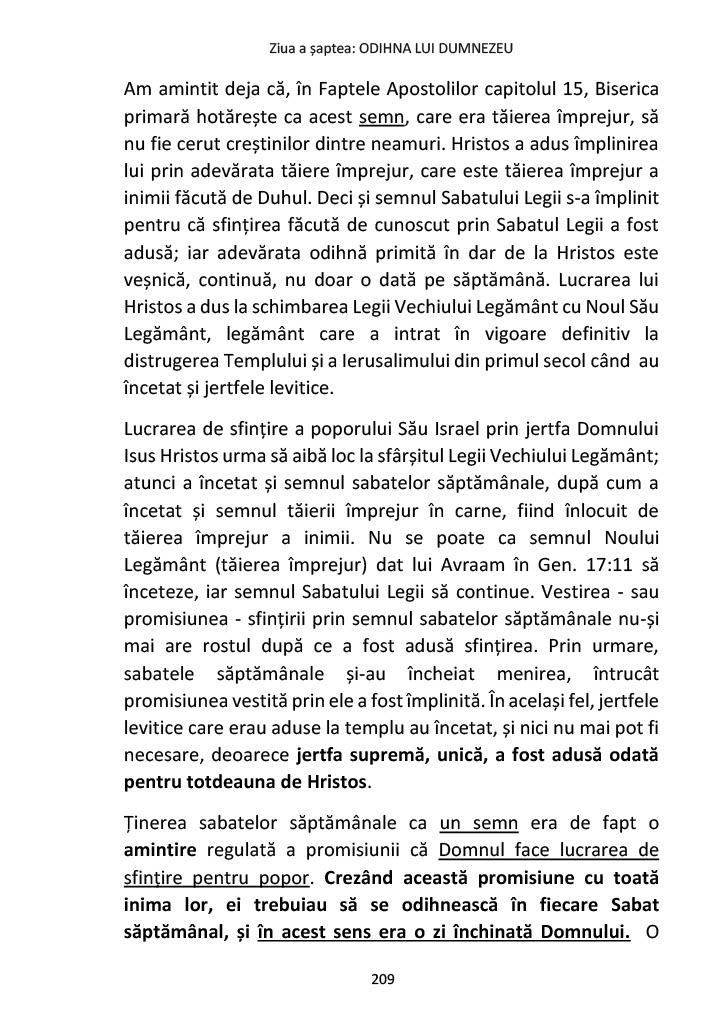 Ziua a șaptea: ODIHNA LUI DUMNEZEU
Am amintit deja că, în Faptele Apostolilor capitolul 15, Biserica
primară hotărește ca acest semn, care era tăierea împrejur, să
nu fie cerut creștinilor dintre neamuri. Hristos a adus împlinirea
lui prin adevărata tăiere împrejur, care este tăierea împrejur a
inimii făcută de Duhul. Deci și semnul Sabatului Legii s-a împlinit
pentru că sfințirea făcută de cunoscut prin Sabatul Legii a fost
adusă; iar adevărata odihnă primită în dar de la Hristos este
veșnică, continuă, nu doar o dată pe săptămână. Lucrarea lui
Hristos a dus la schimbarea Legii Vechiului Legământ cu Noul Său
Legământ, legământ care a intrat în vigoare definitiv la
distrugerea Templului și a Ierusalimului din primul secol când au
încetat și jertfele levitice.
Lucrarea de sfințire a poporului Său Israel prin jertfa Domnului
Isus Hristos urma să aibă loc la sfârșitul Legii Vechiului Legământ;
atunci a încetat și semnul sabatelor săptămânale, după cum a
încetat și semnul tăierii împrejur în carne, fiind înlocuit de
tăierea împrejur a inimii. Nu se poate ca semnul Noului
Legământ (tăierea împrejur) dat lui Avraam în Gen. 17:11 să
înceteze, iar semnul Sabatului Legii să continue. Vestirea - sau
promisiunea - sfințirii prin semnul sabatelor săptămânale nu-și
mai are rostul după ce a fost adusă sfințirea. Prin urmare,
sabatele săptămânale și-au încheiat menirea, întrucât
promisiunea vestită prin ele a fost împlinită. În același fel, jertfele
levitice care erau aduse la templu au încetat, și nici nu mai pot fi
necesare, deoarece jertfa supremă, unică, a fost adusă odată
pentru totdeauna de Hristos.
Ținerea sabatelor săptămânale ca un semn era de fapt o
amintire regulată a promisiunii că Domnul face lucrarea de
sfințire pentru popor. Crezând această promisiune cu toată
inima lor, ei trebuiau să se odihnească în fiecare Sabat
săptămânal, și în acest sens era o zi închinată Domnului. O
209